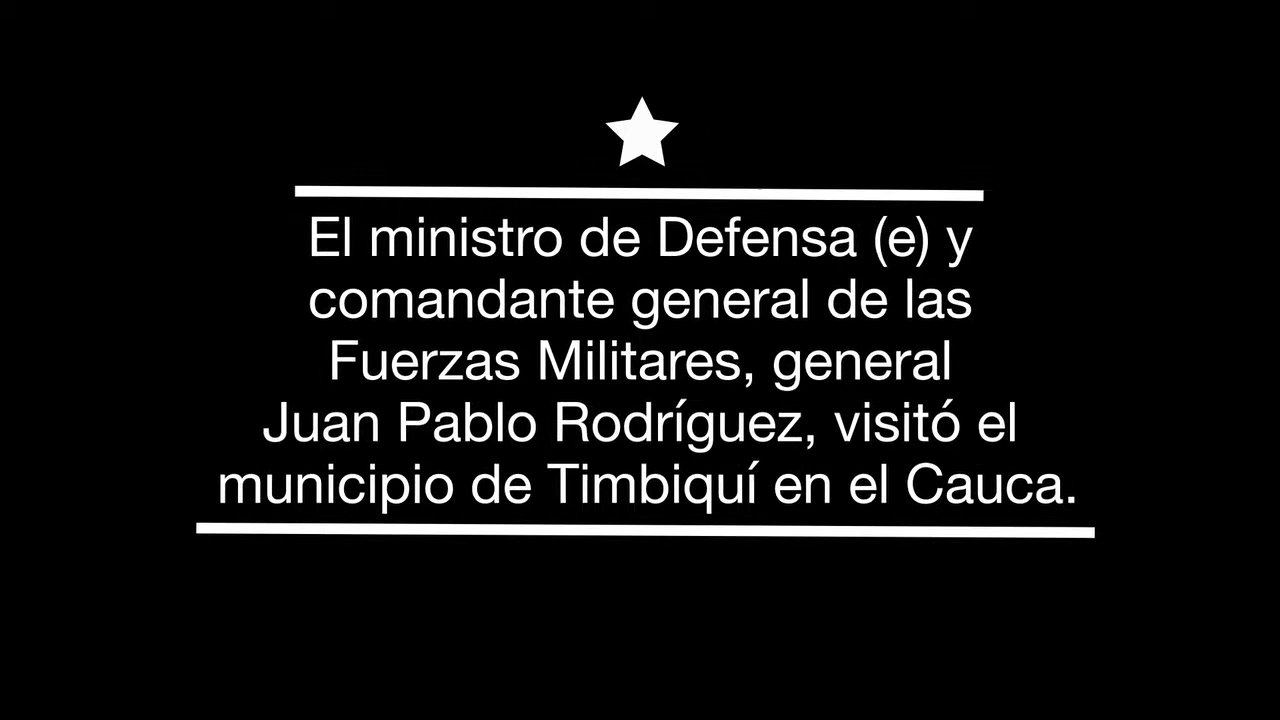 El ministro de Defensa (e) y
comandante general de las
Fuerzas Militares, general
Juan Pablo Rodríguez, visitó el
municipio de Timbiquí en el Cauca.